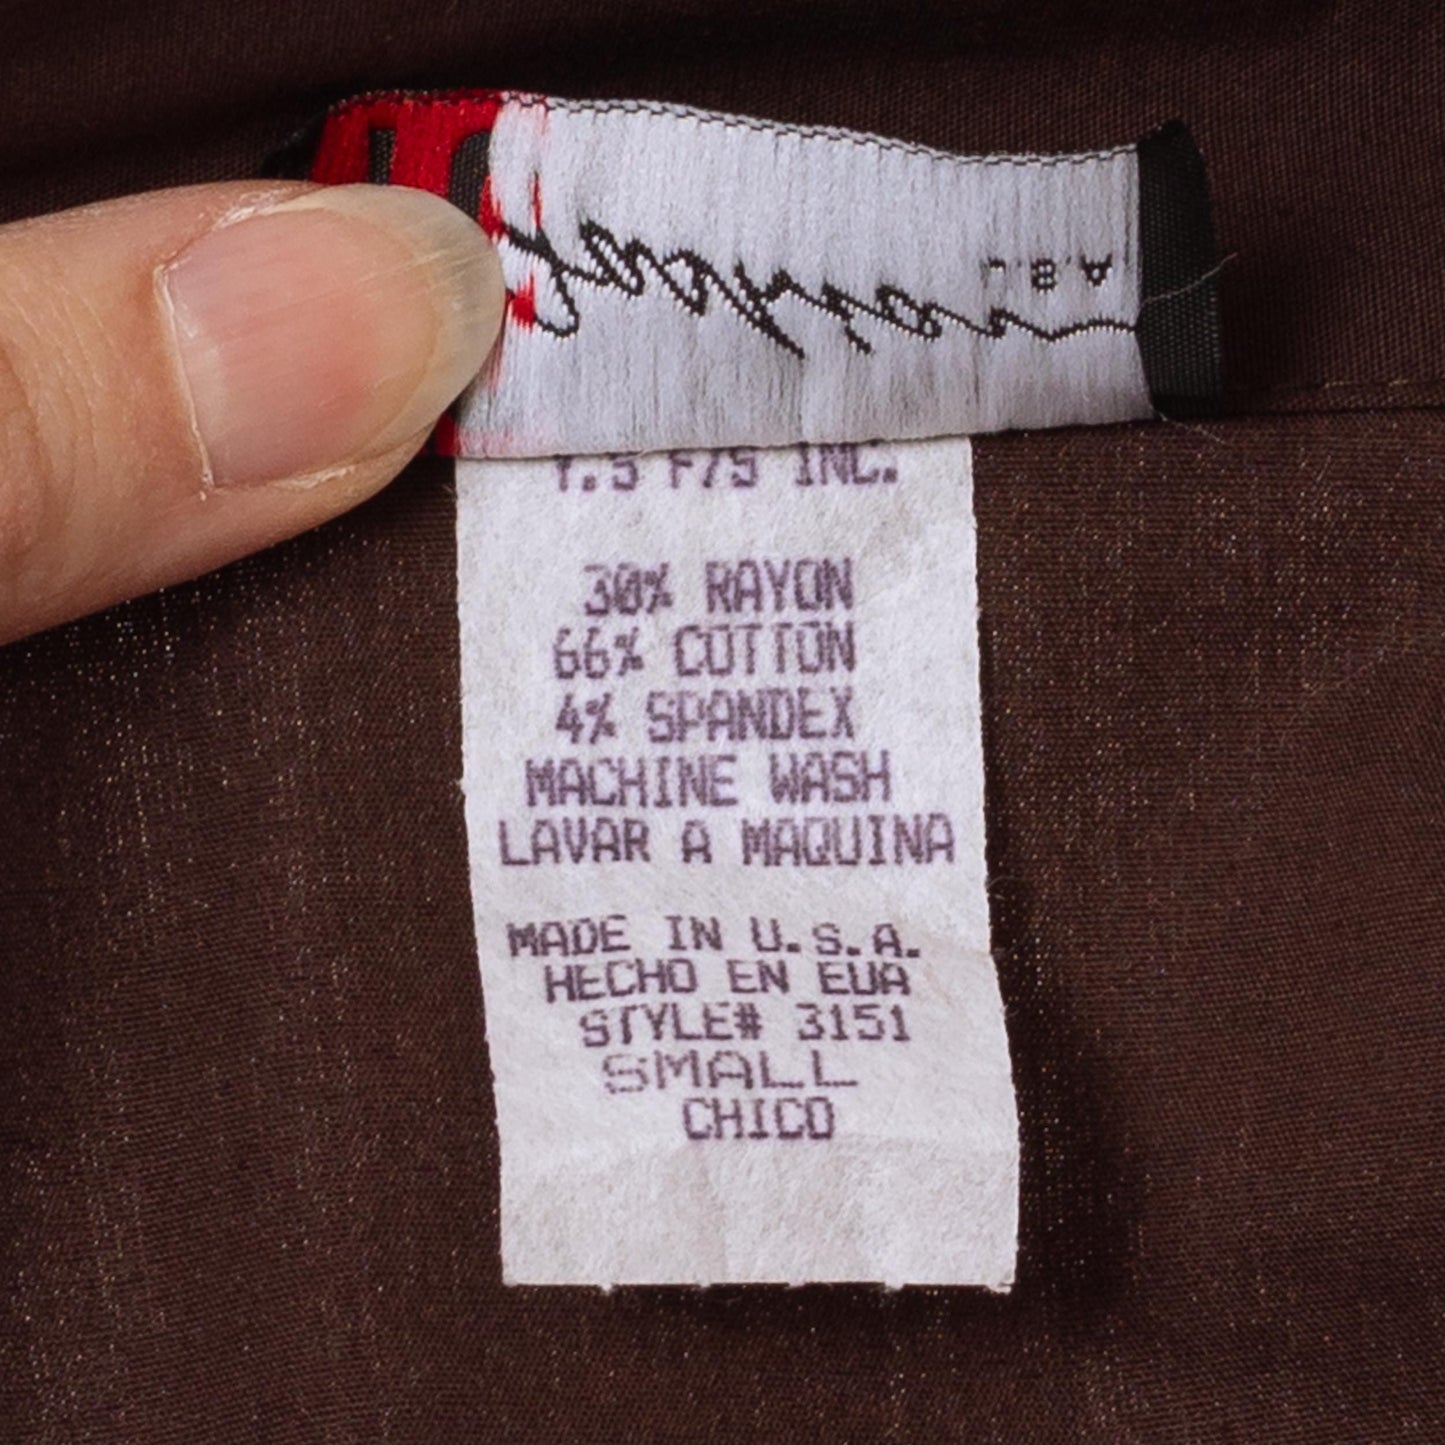 A.B.S.
Y.S F/S INC.
30% RAYON
66% COTTON
4% SPANDEX
MACHINE WASH
LAVAR A MAQUINA
MADE IN U.S.A.
HECHO EN EUA
STYLE# 3151
SMALL
CHICO